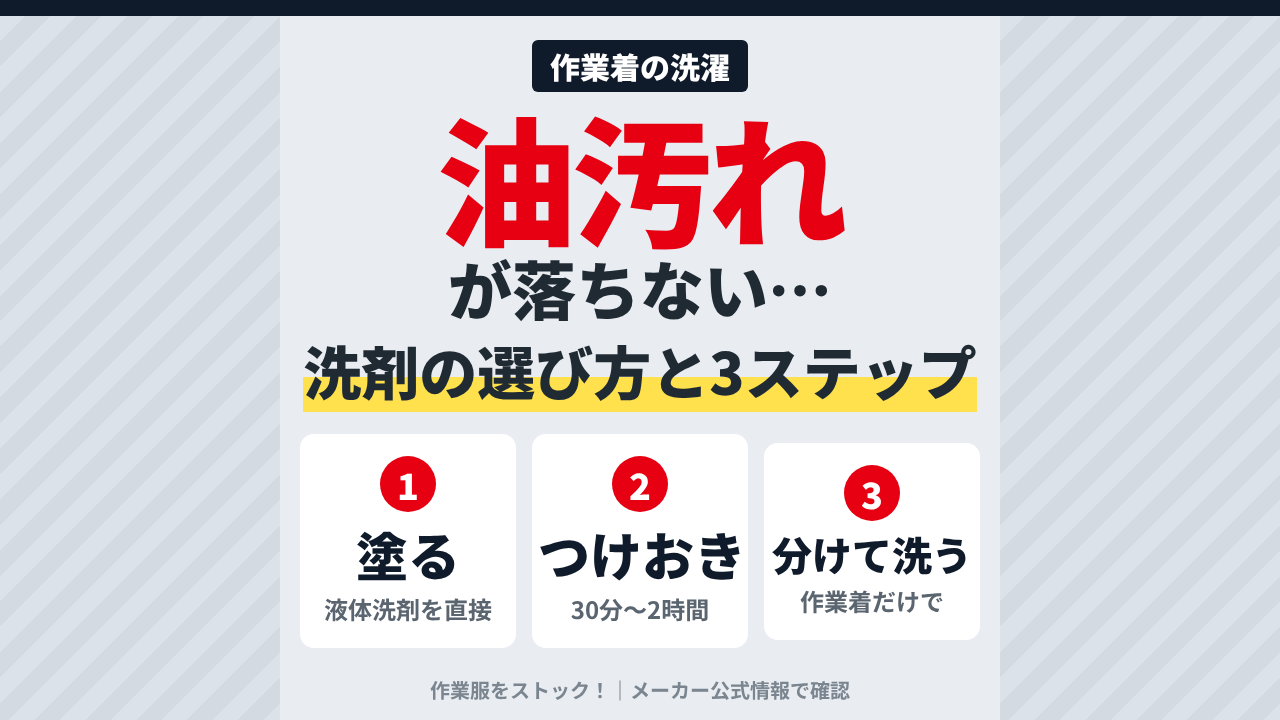 作業着の洗濯
油汚れ
が落ちない…
洗剤の選び方と3ステップ
1
塗る
液体洗剤を直接
2
つけおき
30分〜2時間
3
分けて洗う
作業着だけで
作業服をストック！｜メーカー公式情報で確認